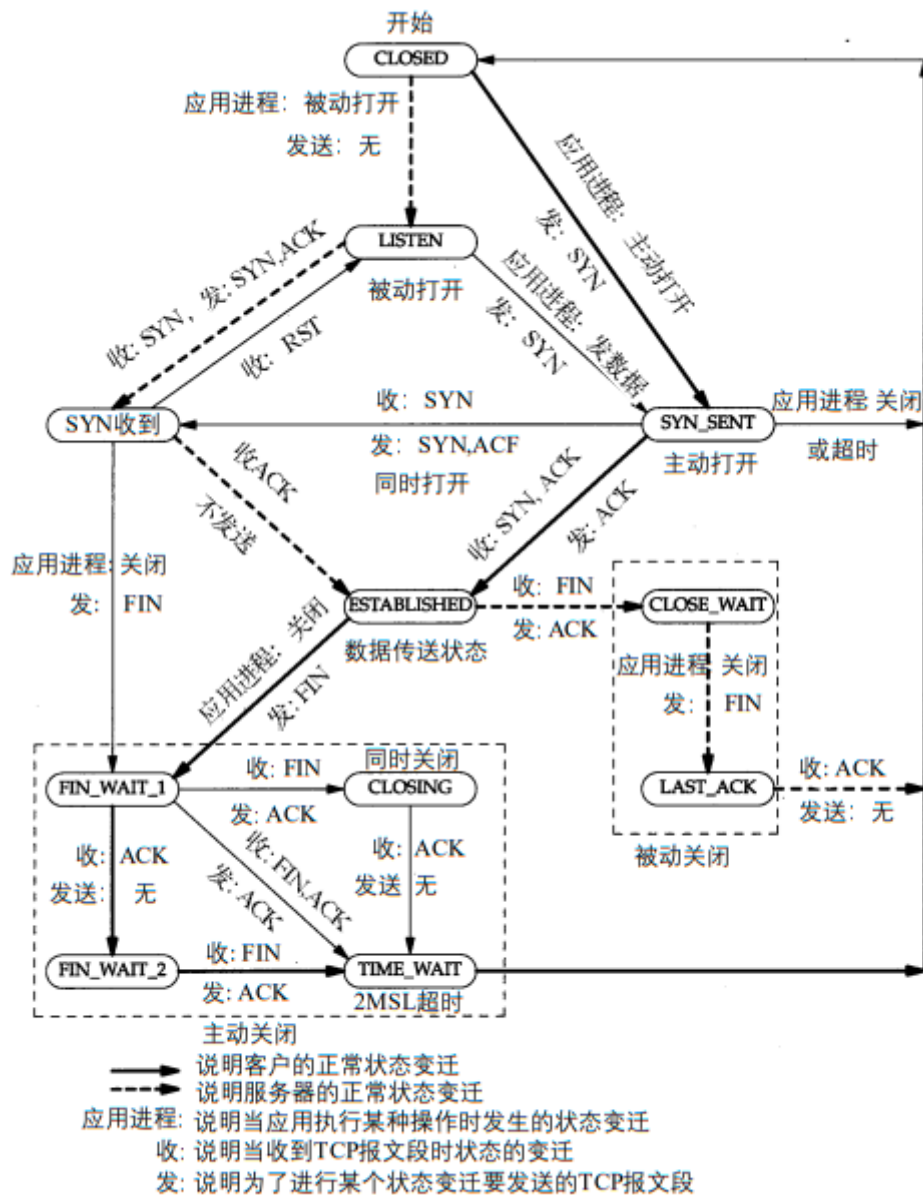 开始
CLOSED
应用进程: 被动打开
发送: 无
应用进程: 主动打开
发: SYN
LISTEN
被动打开
收: SYN, 发: SYN,ACK
收: RST
应用进程: 发数据
发: SYN
SYN收到
收: SYN
发: SYN,ACF
同时打开
SYN_SENT
主动打开
应用进程: 关闭
或超时
收ACK
不发送
收: SYN, ACK
发: ACK
应用进程: 关闭
发: FIN
ESTABLISHED
数据传送状态
收: FIN
发: ACK
CLOSE_WAIT
应用进程 关闭
发: FIN
应用进程: 关闭
发: FIN
LAST_ACK
收: ACK
发送: 无
被动关闭
同时关闭
FIN_WAIT_1
收: FIN
发: ACK
CLOSING
收: ACK
发送: 无
收: FIN,ACK
发: ACK
收: ACK
发送 无
FIN_WAIT_2
收: FIN
发: ACK
TIME_WAIT
2MSL超时
主动关闭
说明客户的正常状态变迁
说明服务器的正常状态变迁
应用进程: 说明当应用执行某种操作时发生的状态变迁
收: 说明当收到TCP报文段时状态的变迁
发: 说明为了进行某个状态变迁要发送的TCP报文段